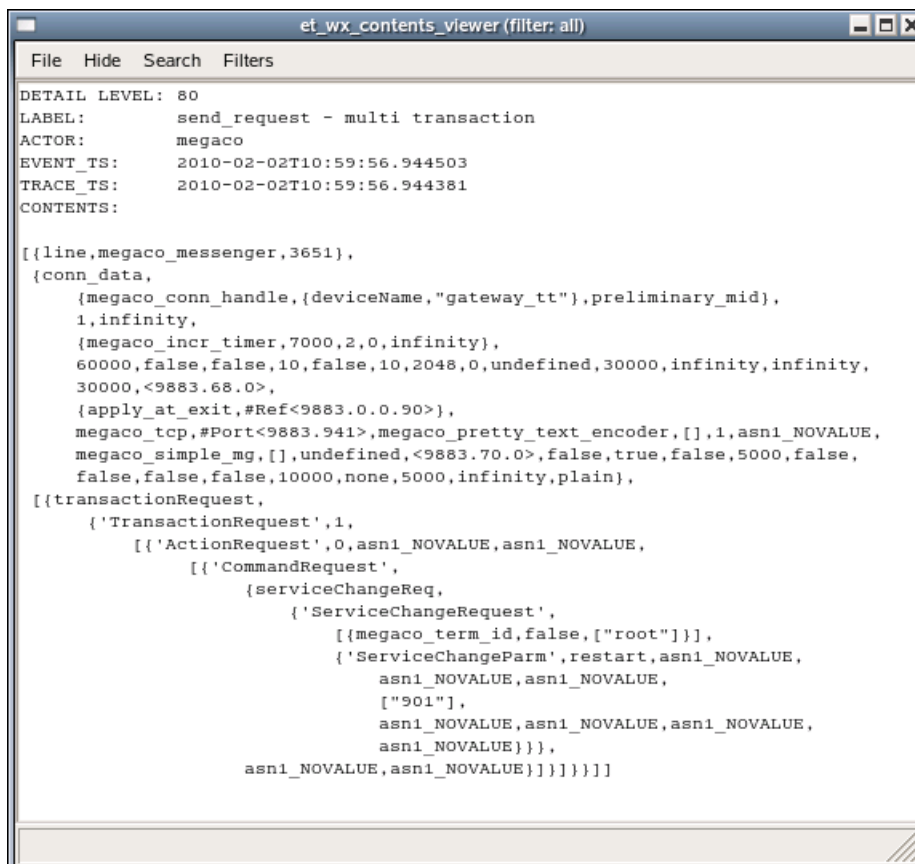 et_wx_contents_viewer (filter: all)
File Hide Search Filters
DETAIL LEVEL: 80
LABEL: send_request - multi transaction
ACTOR: megaco
EVENT_TS: 2010-02-02T10:59:56.944503
TRACE_TS: 2010-02-02T10:59:56.944381
CONTENTS:
[{line,megaco_messenger,3651},
{conn_data,
{megaco_conn_handle,{deviceName,"gateway_tt"},preliminary_mid},
1,infinity,
{megaco_incr_timer,7000,2,0,infinity},
60000,false,false,10,false,10,2048,0,undefined,30000,infinity,infinity,
30000,<9883.68.0>,
{apply_at_exit,#Ref<9883.0.0.90>},
megaco_tcp,#Port<9883.941>,megaco_pretty_text_encoder,[],1,asn1_NOVALUE,
megaco_simple_mg,[],undefined,<9883.70.0>,false,true,false,5000,false,
false,false,false,10000,none,5000,infinity,plain},
[{transactionRequest,
{'TransactionRequest',1,
[{'ActionRequest',0,asn1_NOVALUE,asn1_NOVALUE,
[{'CommandRequest',
{serviceChangeReq,
{'ServiceChangeRequest',
[{megaco_term_id,false,["root"]}],
{'ServiceChangeParm',restart,asn1_NOVALUE,
asn1_NOVALUE,asn1_NOVALUE,
["901"],
asn1_NOVALUE,asn1_NOVALUE,asn1_NOVALUE,
asn1_NOVALUE}}},
asn1_NOVALUE,asn1_NOVALUE}]}]}}]]